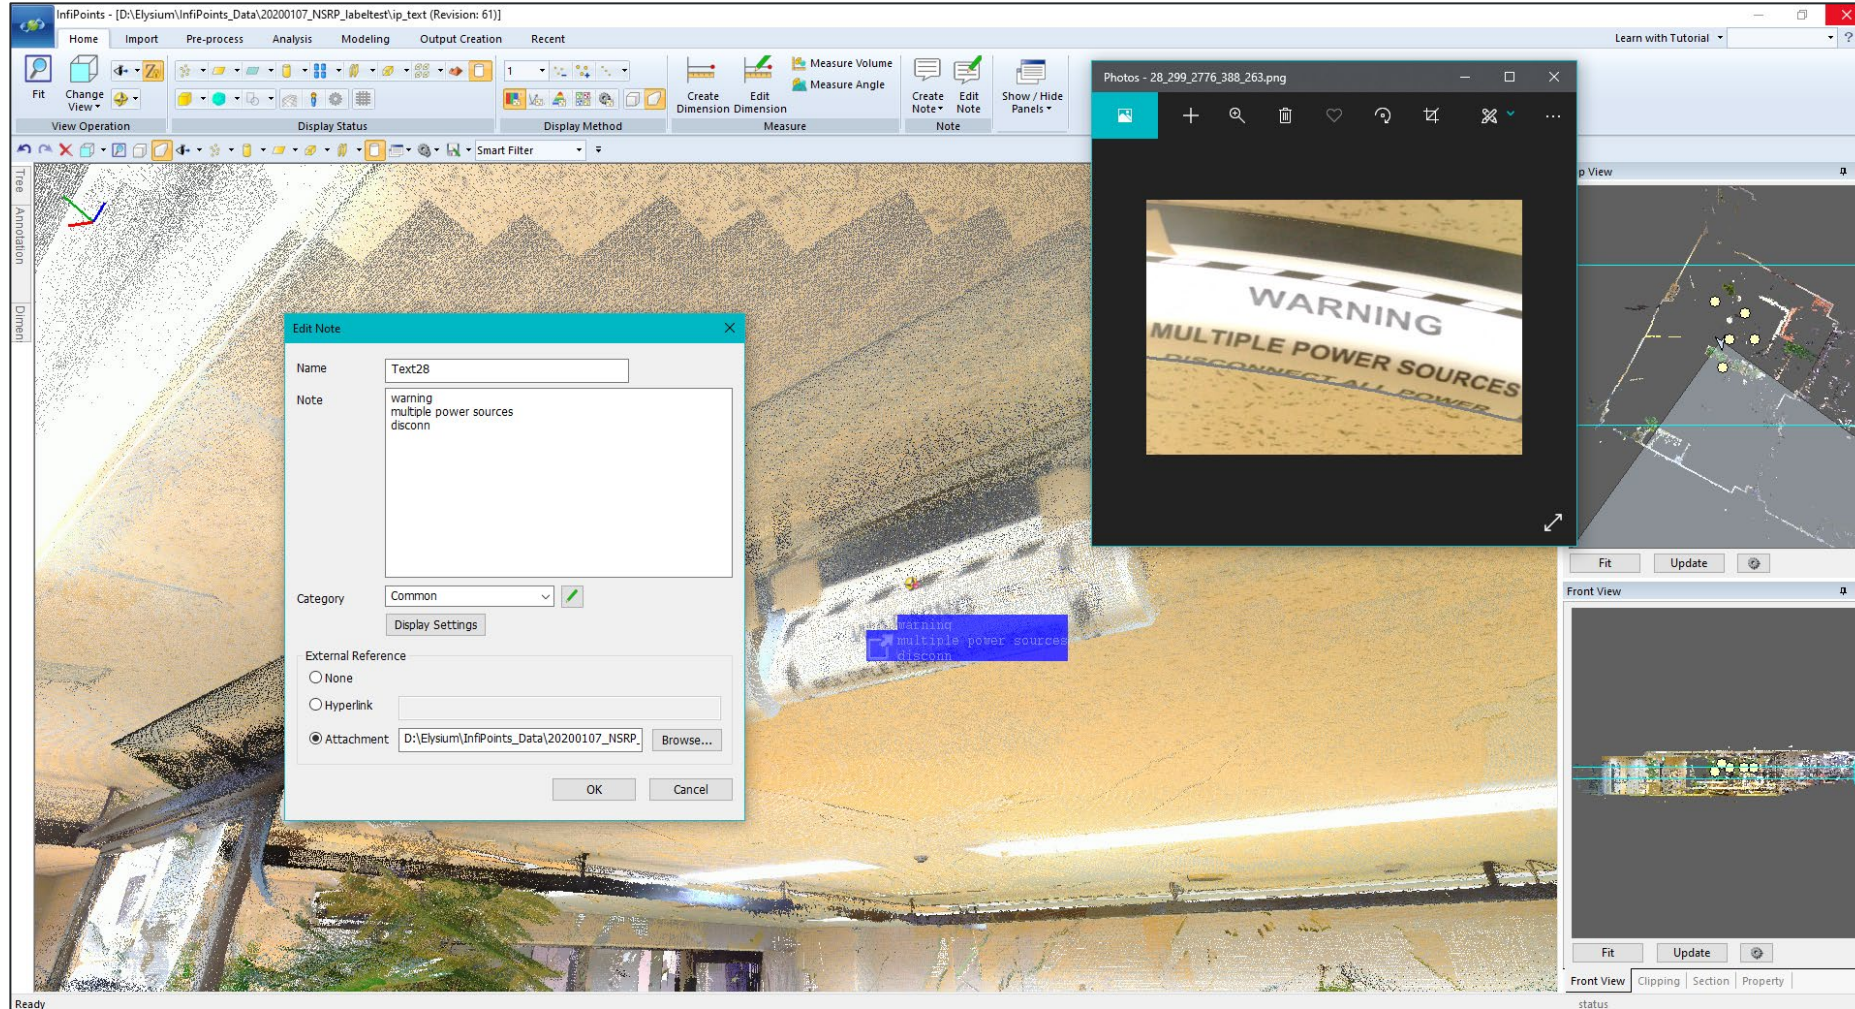 InfiPoints - [D:\Elysium\InfiPoints_Data\20200107_NSRP_labeltest\ip_text (Revision: 61)]
Home Import Pre-process Analysis Modeling Output Creation Recent
Learn with Tutorial ?
Fit
Change View
View Operation
Display Status
1
Display Method
Create Dimension
Edit Dimension
Measure Volume
Measure Angle
Measure
Create Note
Edit Note
Note
Show / Hide Panels
Smart Filter
Tree
Annotation
Dimen
Photos - 28_299_2776_388_263.png
WARNING
MULTIPLE POWER SOURCES
DISCONNECT ALL POWER
Edit Note
Name Text28
Note warning
multiple power sources
disconn
Category Common
Display Settings
External Reference
None
Hyperlink
Attachment D:\Elysium\InfiPoints_Data\20200107_NSRP_ Browse...
OK Cancel
warning
multiple power sources
disconn
p View
Fit Update
Front View
Fit Update
Front View Clipping Section Property
Ready
status